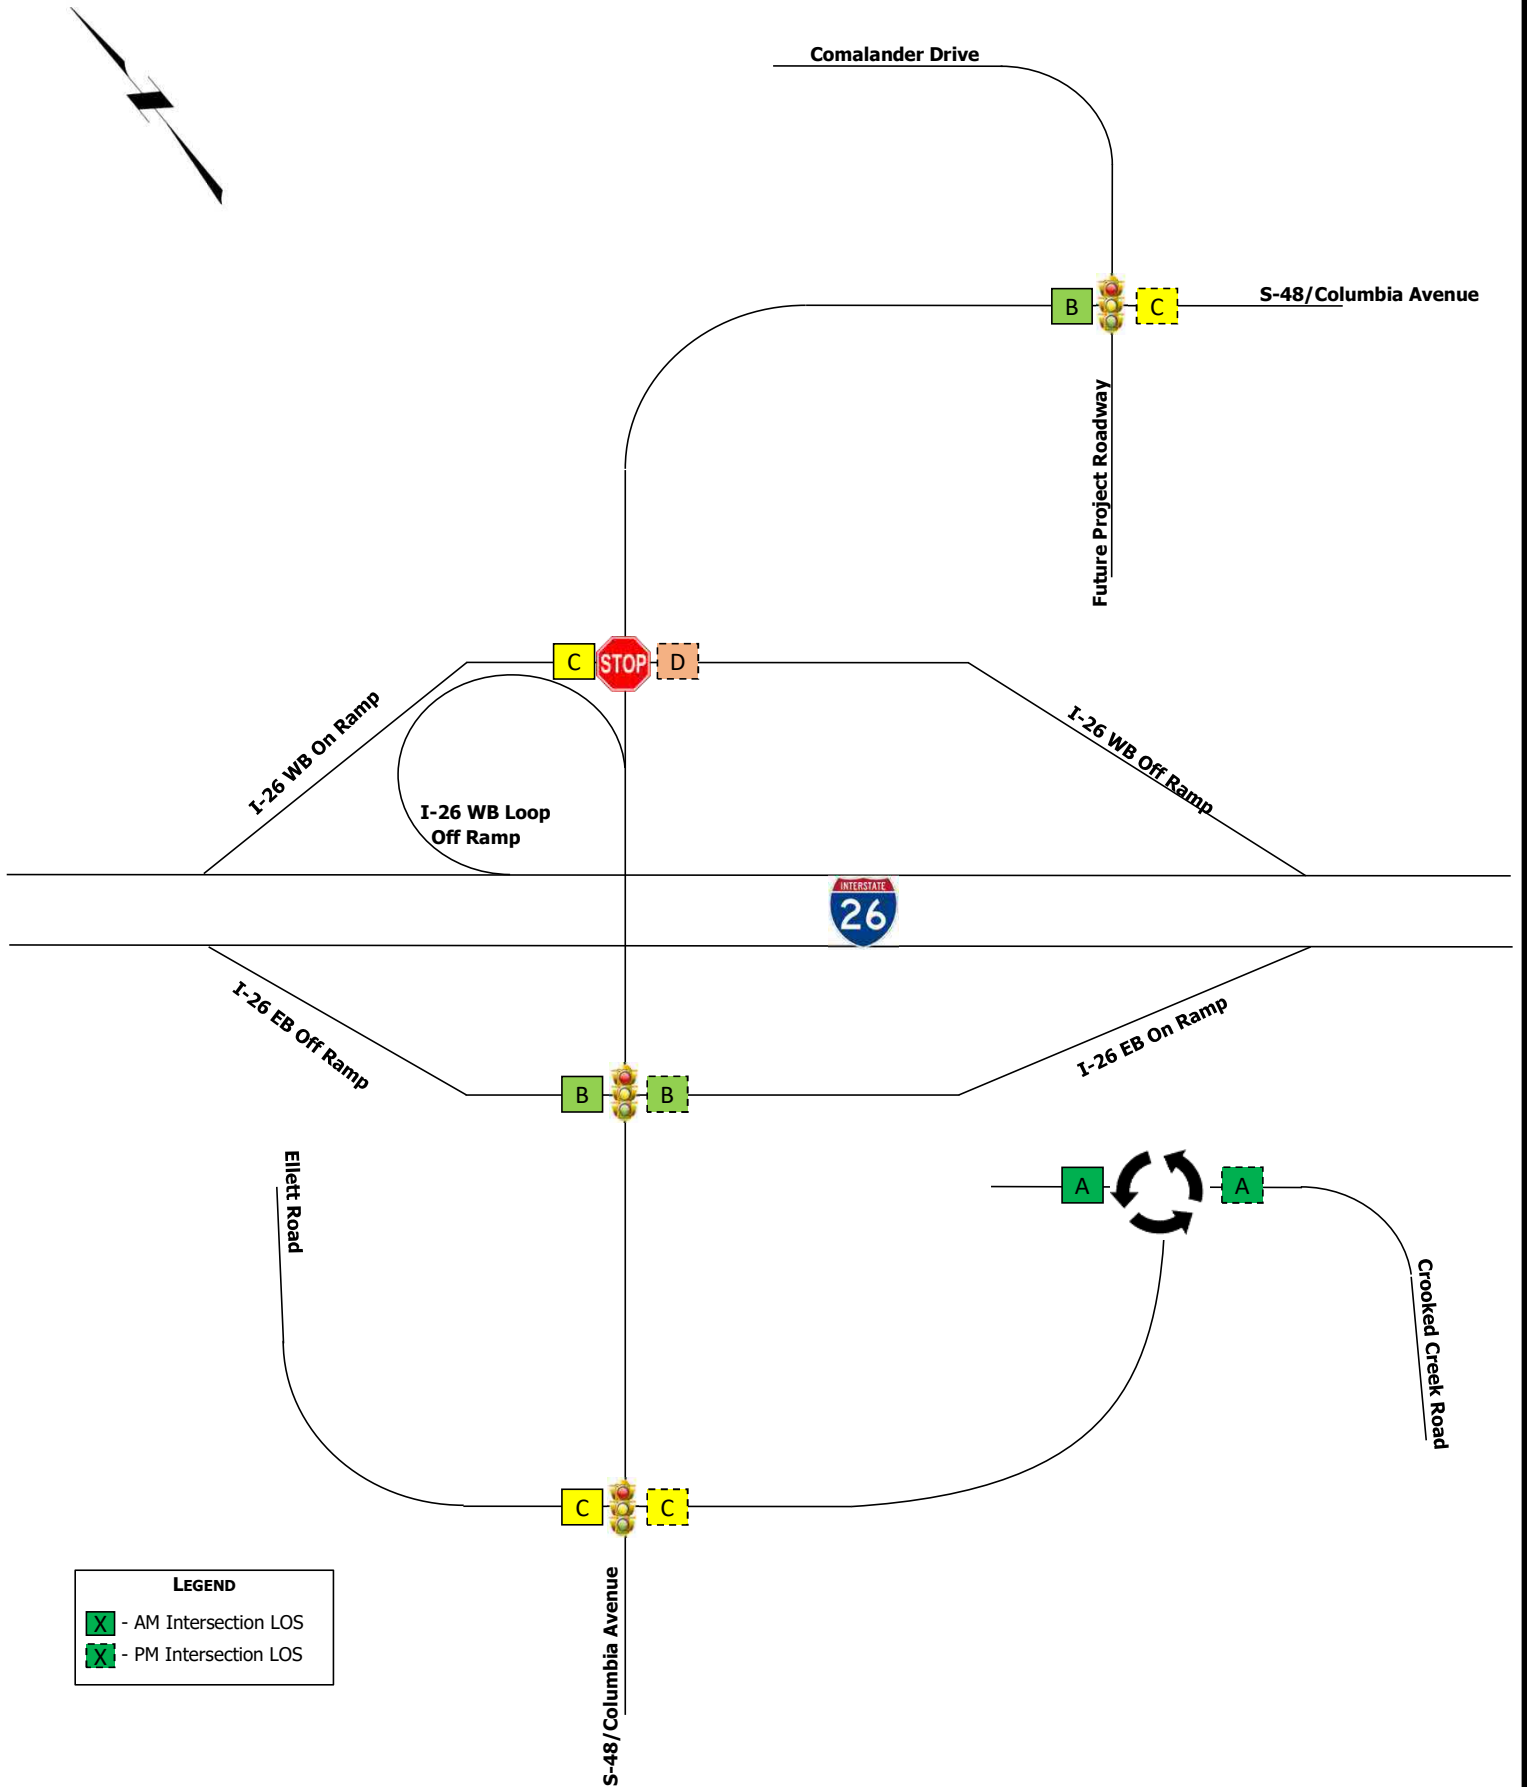 Comalander Drive
S-48/Columbia Avenue
B
C
Future Project Roadway
C
STOP
D
I-26 WB On Ramp
I-26 WB Off Ramp
I-26 WB Loop
Off Ramp
INTERSTATE
26
I-26 EB Off Ramp
I-26 EB On Ramp
B
B
Ellett Road
A
A
Crooked Creek Road
C
C
S-48/Columbia Avenue
LEGEND
X - AM Intersection LOS
X - PM Intersection LOS